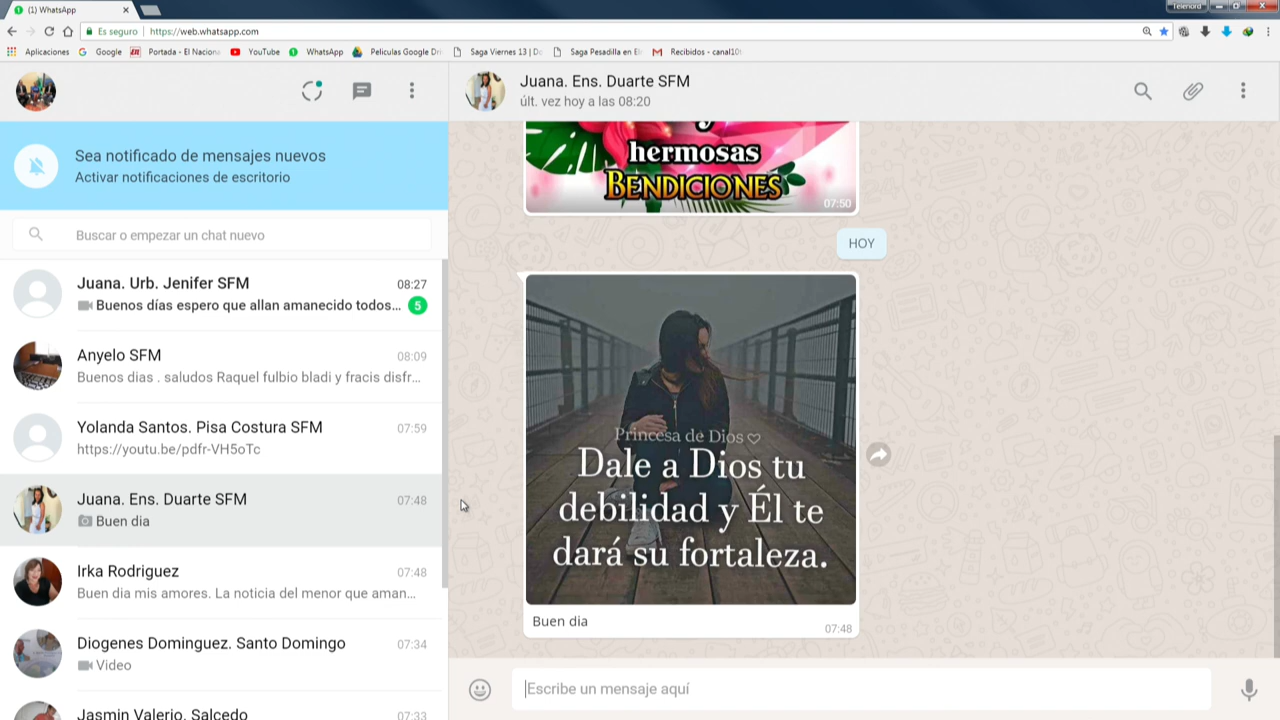 (1) WhatsApp
Telenord
Es seguro
https://web.whatsapp.com
Aplicaciones
Google
Portada - El Naciona
YouTube
WhatsApp
Peliculas Google Dri
Saga Viernes 13 | Do
Saga Pesadilla en El
Recibidos - canal10
Juana. Ens. Duarte SFM
últ. vez hoy a las 08:20
Sea notificado de mensajes nuevos
Activar notificaciones de escritorio
Buscar o empezar un chat nuevo
Juana. Urb. Jenifer SFM
08:27
Buenos días espero que allan amanecido todos...
5
Anyelo SFM
08:09
Buenos dias . saludos Raquel fulbio bladi y fracis disfr...
Yolanda Santos. Pisa Costura SFM
07:59
https://youtu.be/pdfr-VH5oTc
Juana. Ens. Duarte SFM
07:48
Buen dia
Irka Rodriguez
07:48
Buen dia mis amores. La noticia del menor que aman...
Diogenes Dominguez. Santo Domingo
07:34
Video
Jasmin Valerio. Salcedo
07:33
hermosas
BENDICIONES
07:50
HOY
Princesa de Dios
Dale a Dios tu
debilidad y Él te
dará su fortaleza.
Buen dia
07:48
Escribe un mensaje aquí